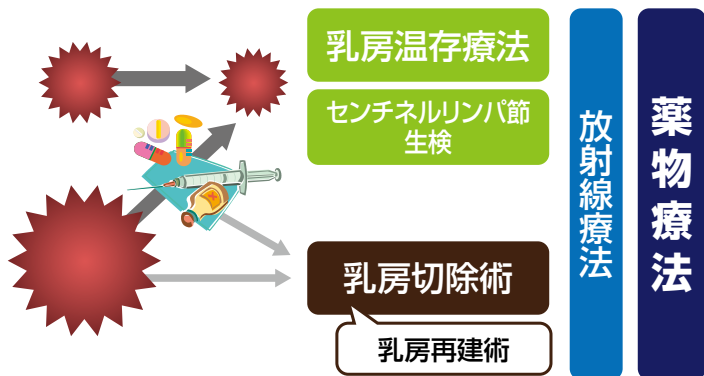 乳房温存療法
センチネルリンパ節
生検
乳房切除術
乳房再建術
放射線療法
薬物療法